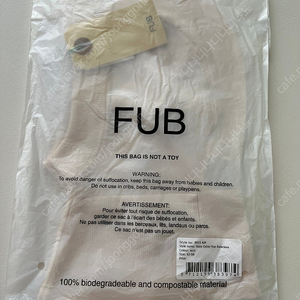 FUB
FUB
THIS BAG IS NOT A TOY
WARNING:
To avoid danger of suffocation, keep this bag away from babies and children.
Do not use in cribs, beds, carriages or playpens.
AVERTISSEMENT:
Pour éviter tout risque de suffocation,
garder ce sac à l'écart des bébés et enfants.
Ne pas utiliser dans les berceaux, lits, landaus ou parcs.
Ce sac n'est pas un jouet.
100% biodegradable and compostable material